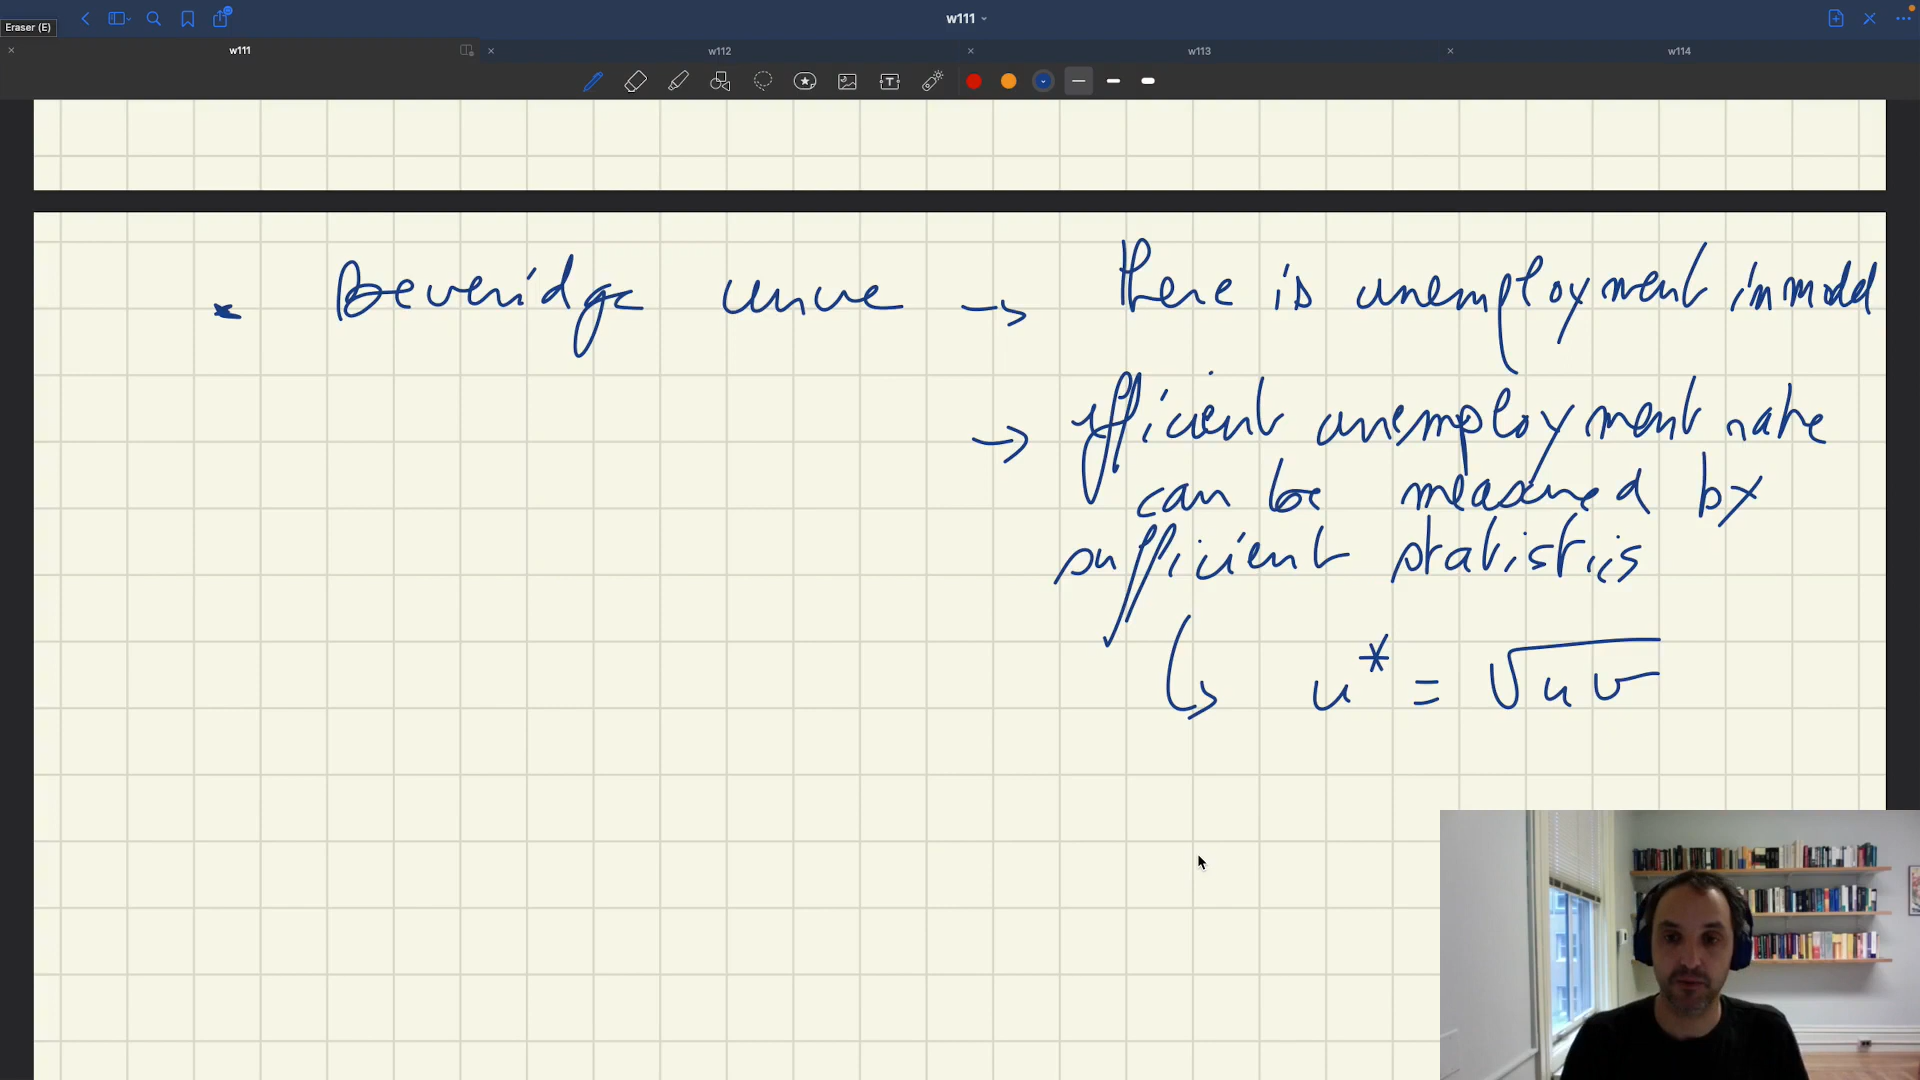 w111
Eraser (E)
w111
w112
w113
w114
Beveridge curve → there is unemployment in model
→ efficient unemployment rate
can be measured by
sufficient statistics
↳ u* = √uv